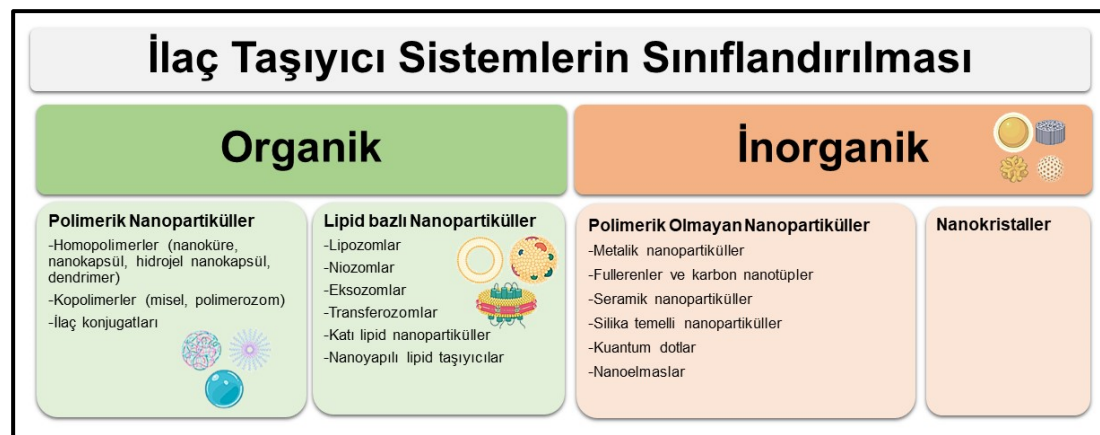 İlaç Taşıyıcı Sistemlerin Sınıflandırılması
Organik
İnorganik
Polimerik Nanopartiküller
-Homopolimerler (nanoküre,
nanokapsül, hidrojel nanokapsül,
dendrimer)
-Kopolimerler (misel, polimerozom)
-İlaç konjugatları
Lipid bazlı Nanopartiküller
-Lipozomlar
-Niozomlar
-Eksozomlar
-Transferozomlar
-Katı lipid nanopartiküller
-Nanoyapılı lipid taşıyıcılar
Polimerik Olmayan Nanopartiküller
-Metalik nanopartiküller
-Fullerenler ve karbon nanotüpler
-Seramik nanopartiküller
-Silika temelli nanopartiküller
-Kuantum dotlar
-Nanoelmaslar
Nanokristaller